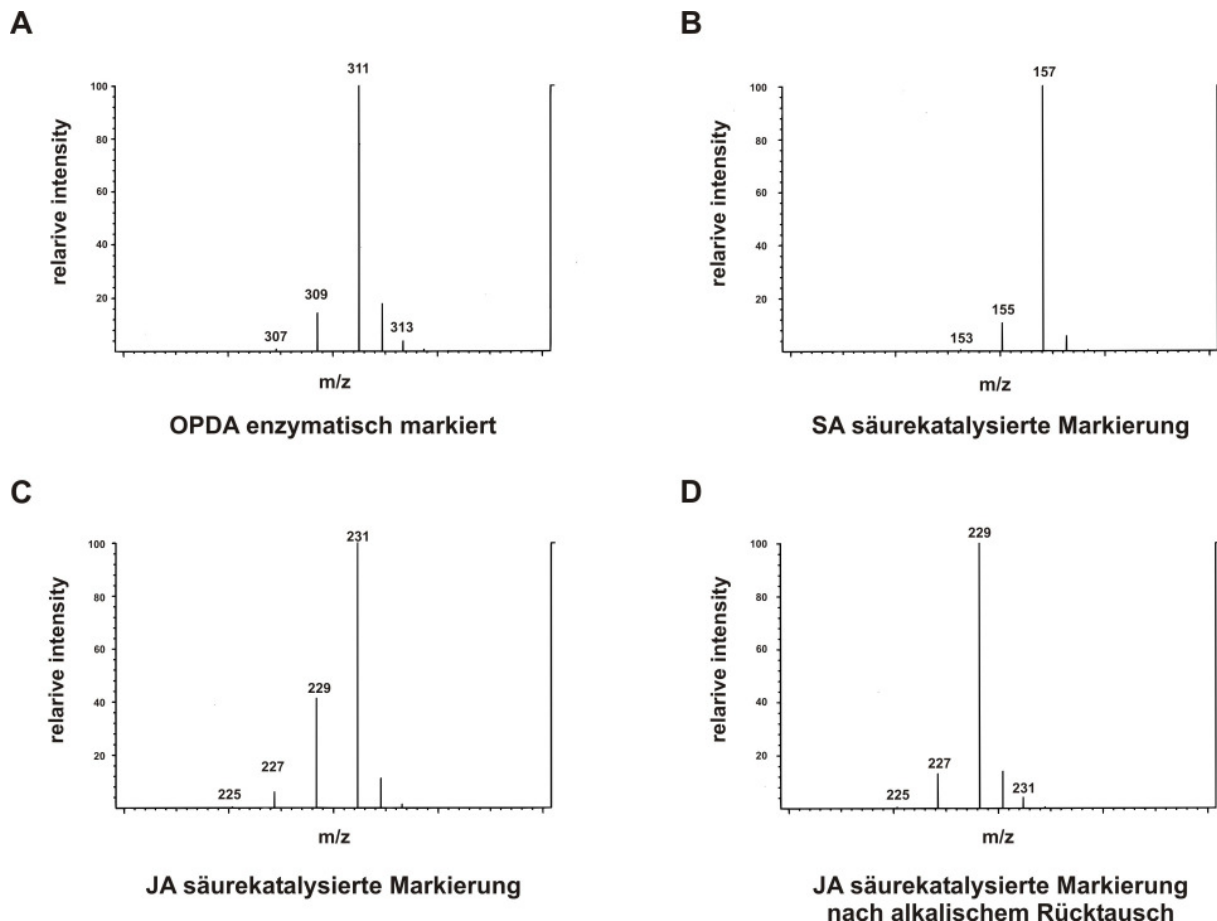 A
B
311
100
80
60
40
20
309
307
313
relarive intensity
m/z
OPDA enzymatisch markiert
157
100
80
60
40
20
155
153
relarive intensity
m/z
SA säurekatalysierte Markierung
C
D
231
100
80
60
40
20
229
227
225
relarive intensity
m/z
JA säurekatalysierte Markierung
229
100
80
60
40
20
227
225
231
relarive intensity
m/z
JA säurekatalysierte Markierung
nach alkalischem Rücktausch